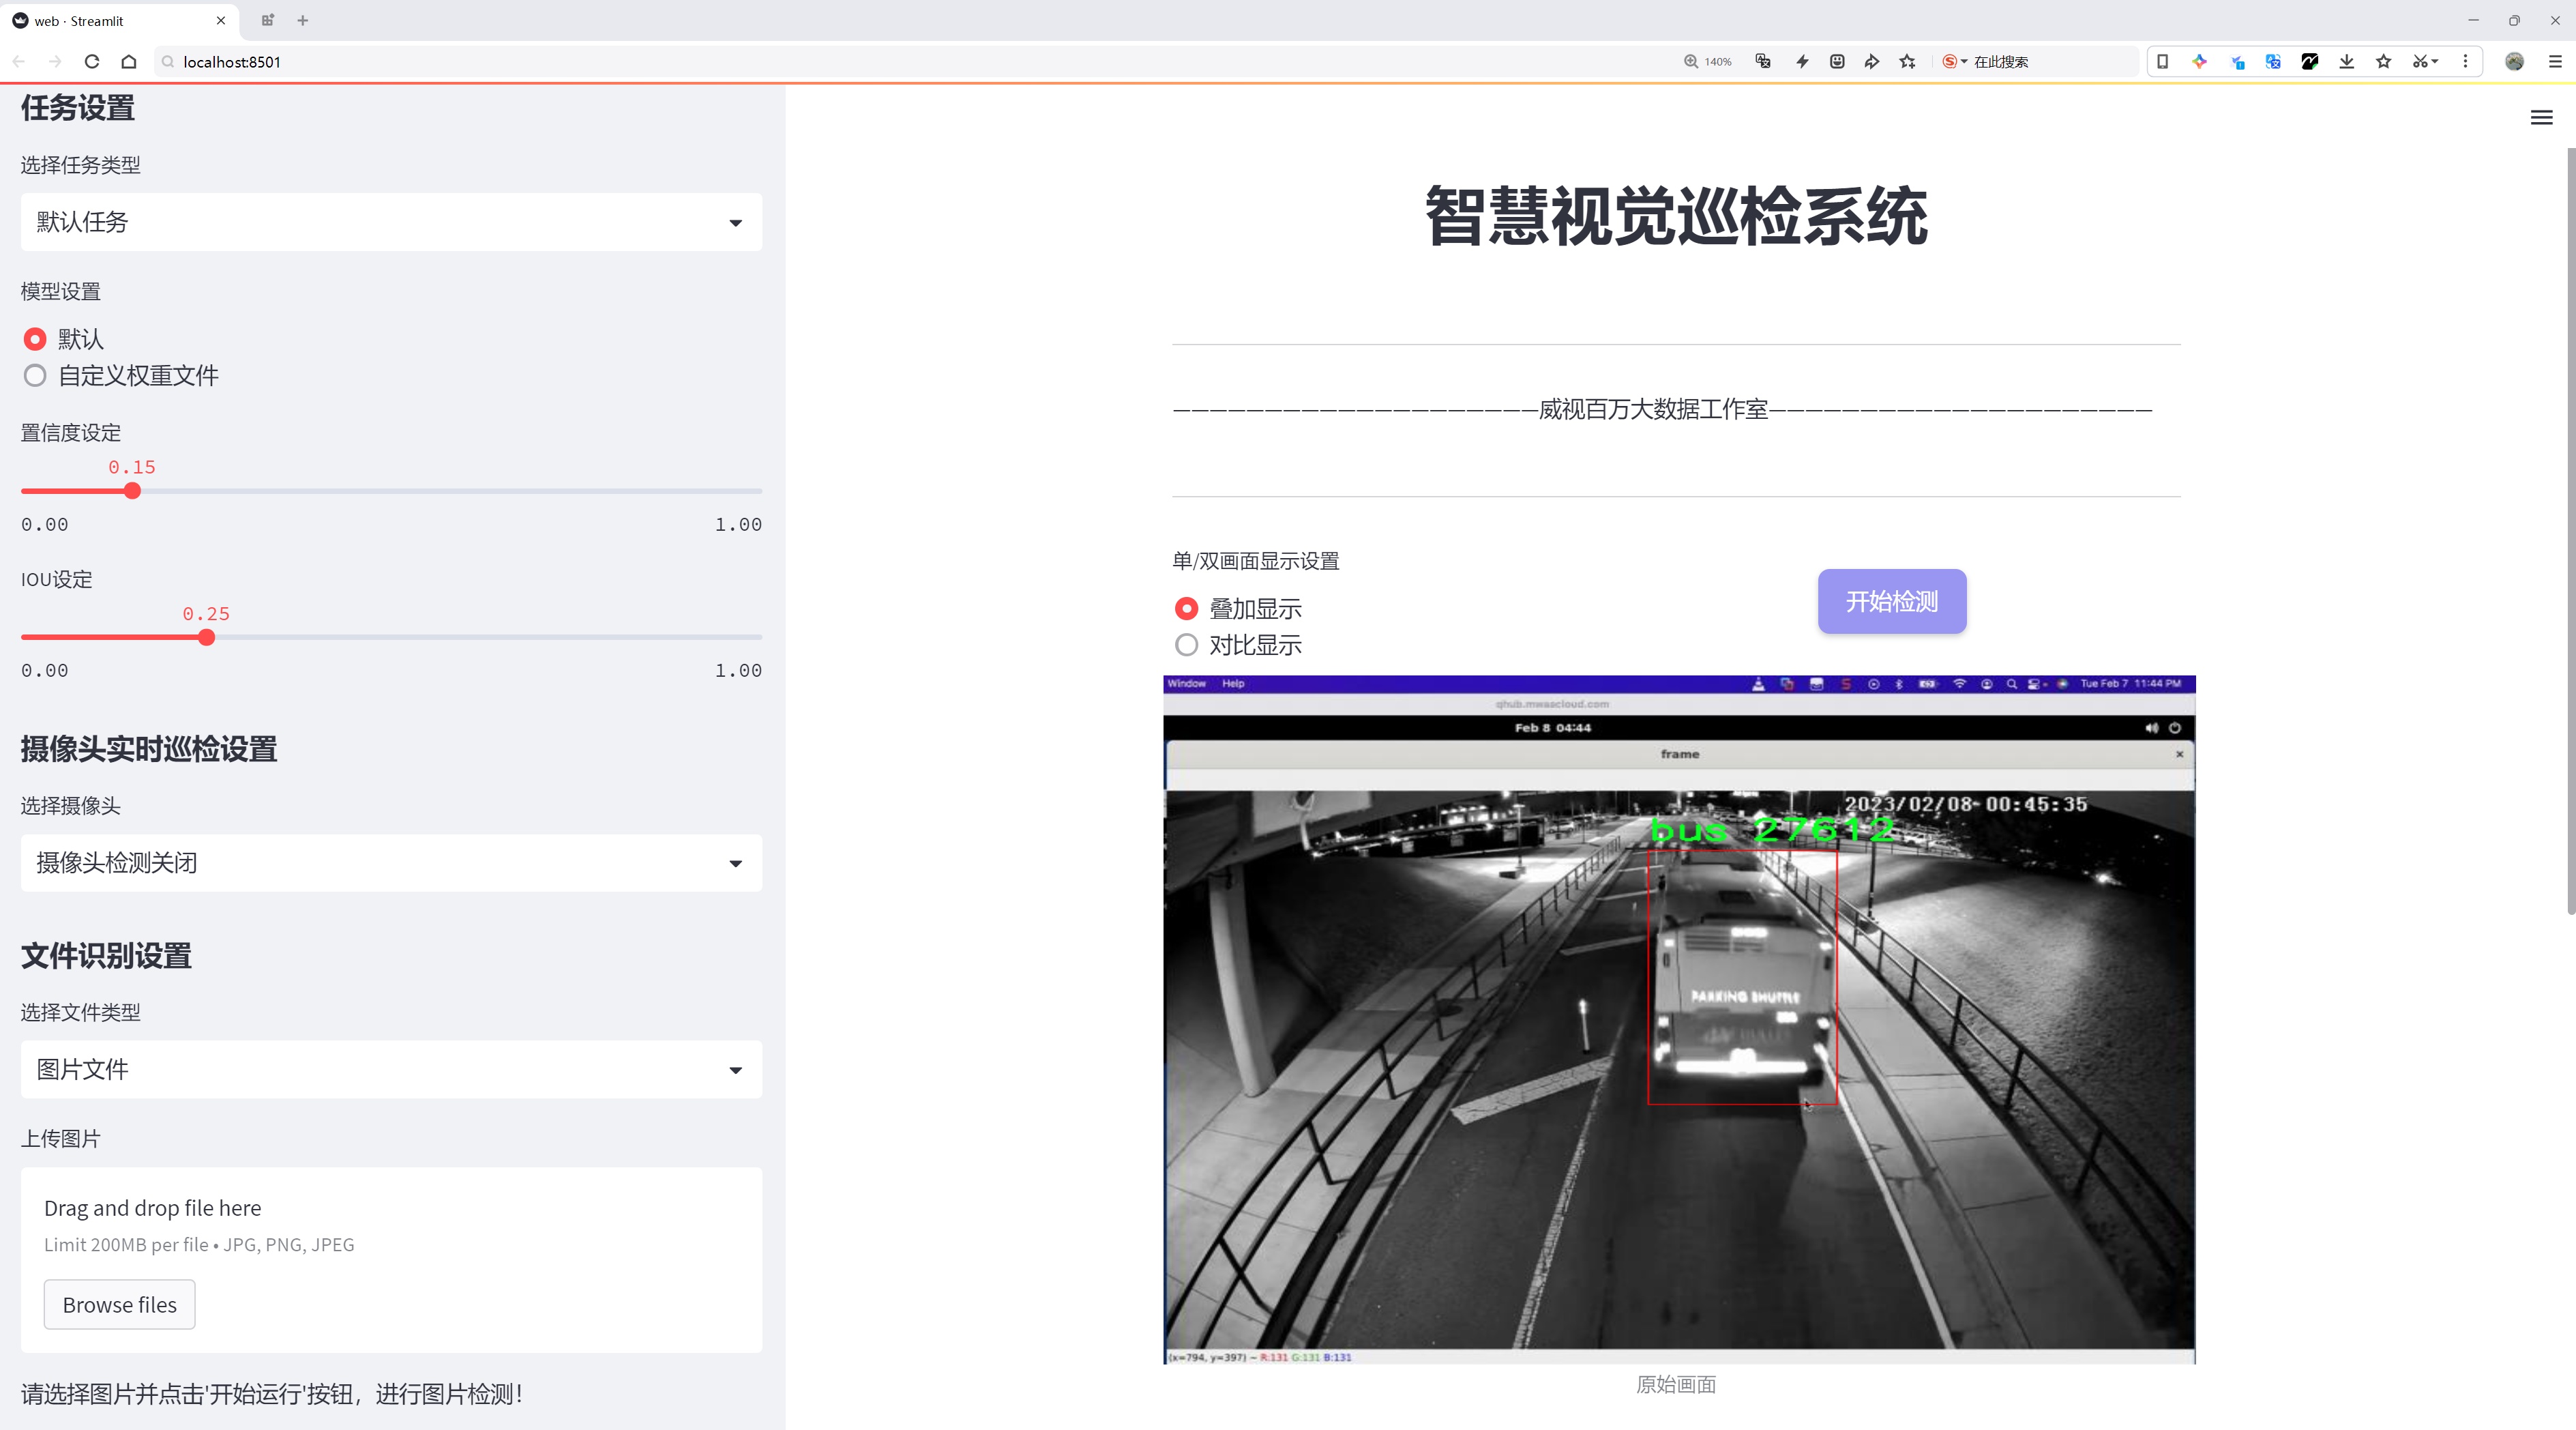 web · Streamlit
localhost:8501
140%
在此搜索
任务设置
选择任务类型
默认任务
模型设置
默认
自定义权重文件
置信度设定
0.15
0.00 1.00
IOU设定
0.25
0.00 1.00
摄像头实时巡检设置
选择摄像头
摄像头检测关闭
文件识别设置
选择文件类型
图片文件
上传图片
Drag and drop file here
Limit 200MB per file • JPG, PNG, JPEG
Browse files
请选择图片并点击'开始运行'按钮，进行图片检测！
智慧视觉巡检系统
————————————————————威视百万大数据工作室—————————————————————
单/双画面显示设置
叠加显示
对比显示
开始检测
Window Help Tue Feb 7 11:44 PM
qhub.mwascloud.com
Feb 8 04:44
frame
2023/02/08 00:45:35
bus 27612
PARKING SHUTTLE
(x=794, y=397) ~ R:131 G:131 B:131
原始画面